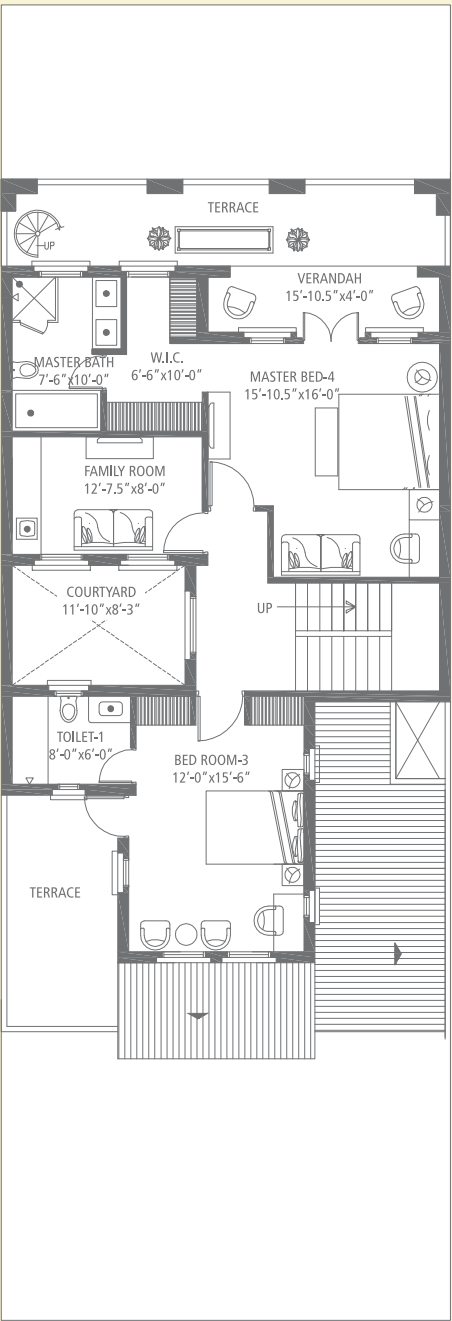 TERRACE
UP
VERANDAH
15'-10.5"x4'-0"
MASTER BATH
7'-6"x10'-0"
W.I.C.
6'-6"x10'-0"
MASTER BED-4
15'-10.5"x16'-0"
FAMILY ROOM
12'-7.5"x8'-0"
COURTYARD
11'-10"x8'-3"
UP
TOILET-1
8'-0"x6'-0"
BED ROOM-3
12'-0"x15'-6"
TERRACE